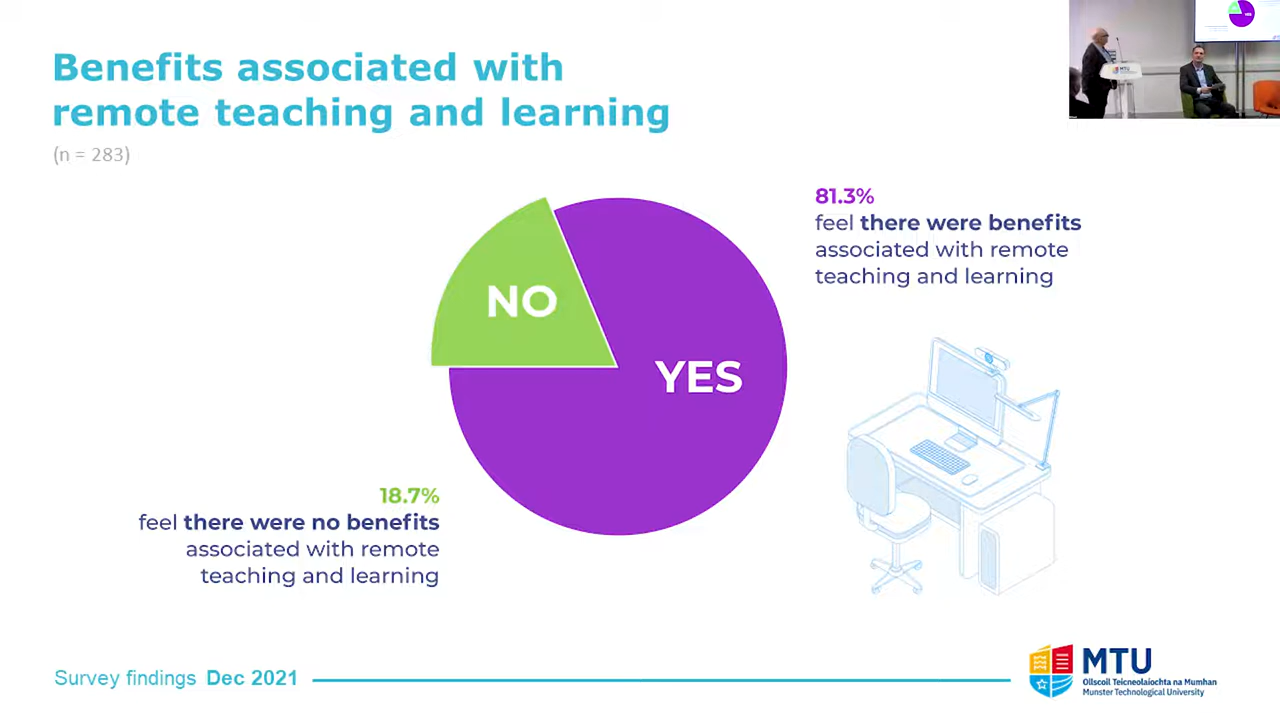 Benefits associated with
remote teaching and learning
(n = 283)
NO
YES
81.3%
feel there were benefits
associated with remote
teaching and learning
18.7%
feel there were no benefits
associated with remote
teaching and learning
Survey findings Dec 2021
MTU
Ollscoil Teicneolaíochta na Mumhan
Munster Technological University
MTU
YES